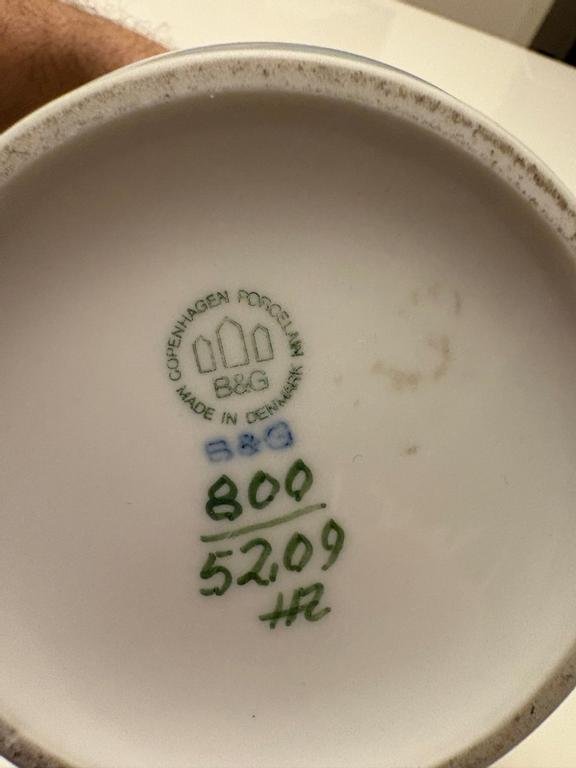 COPENHAGEN PORCELAIN
B&G
MADE IN DENMARK
B&G
800
5209